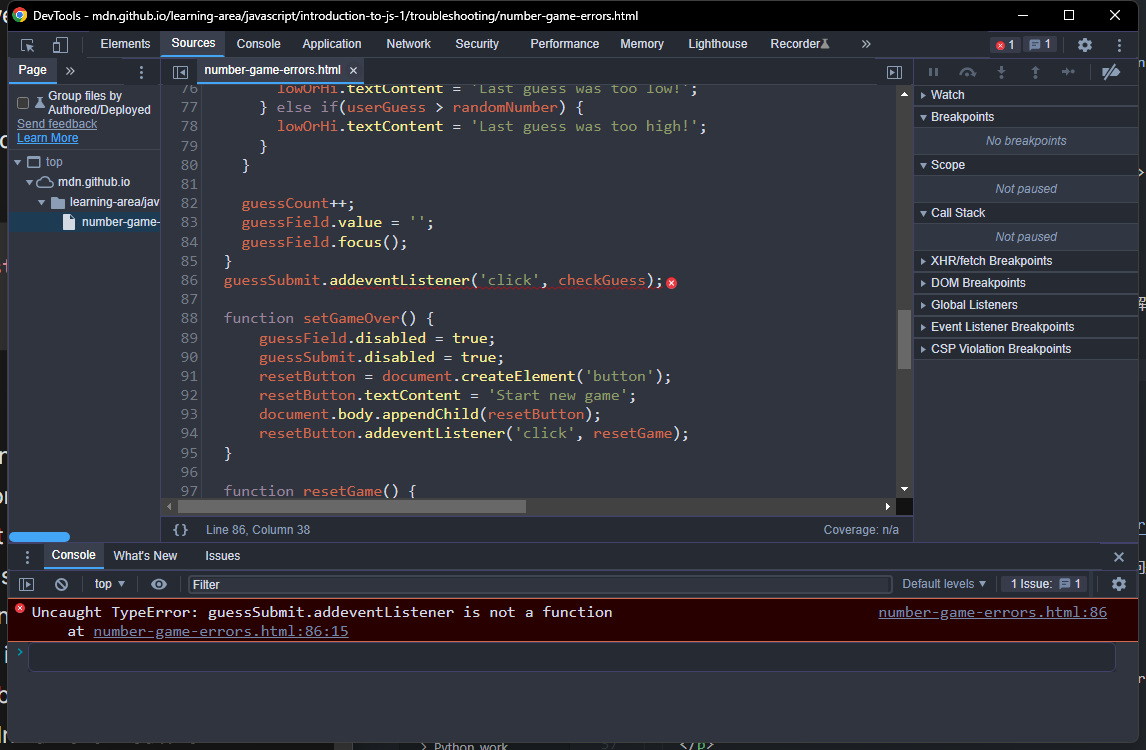 DevTools - mdn.github.io/learning-area/javascript/introduction-to-js-1/troubleshooting/number-game-errors.html
Elements Sources Console Application Network Security Performance Memory Lighthouse Recorder » 1 1
Page » number-game-errors.html ×
Group files by
Authored/Deployed
Send feedback
Learn More
top
mdn.github.io
learning-area/jav
number-game-
76 lowOrHi.textContent = 'Last guess was too low!';
77 } else if(userGuess > randomNumber) {
78 lowOrHi.textContent = 'Last guess was too high!';
79 }
80 }
81
82 guessCount++;
83 guessField.value = '';
84 guessField.focus();
85 }
86 guessSubmit.addeventListener('click', checkGuess);
87
88 function setGameOver() {
89 guessField.disabled = true;
90 guessSubmit.disabled = true;
91 resetButton = document.createElement('button');
92 resetButton.textContent = 'Start new game';
93 document.body.appendChild(resetButton);
94 resetButton.addeventListener('click', resetGame);
95 }
96
97 function resetGame() {
{} Line 86, Column 38 Coverage: n/a
Watch
Breakpoints
No breakpoints
Scope
Not paused
Call Stack
Not paused
XHR/fetch Breakpoints
DOM Breakpoints
Global Listeners
Event Listener Breakpoints
CSP Violation Breakpoints
Console What's New Issues
top Filter Default levels 1 Issue: 1
Uncaught TypeError: guessSubmit.addeventListener is not a function number-game-errors.html:86
at number-game-errors.html:86:15
Python work </p>